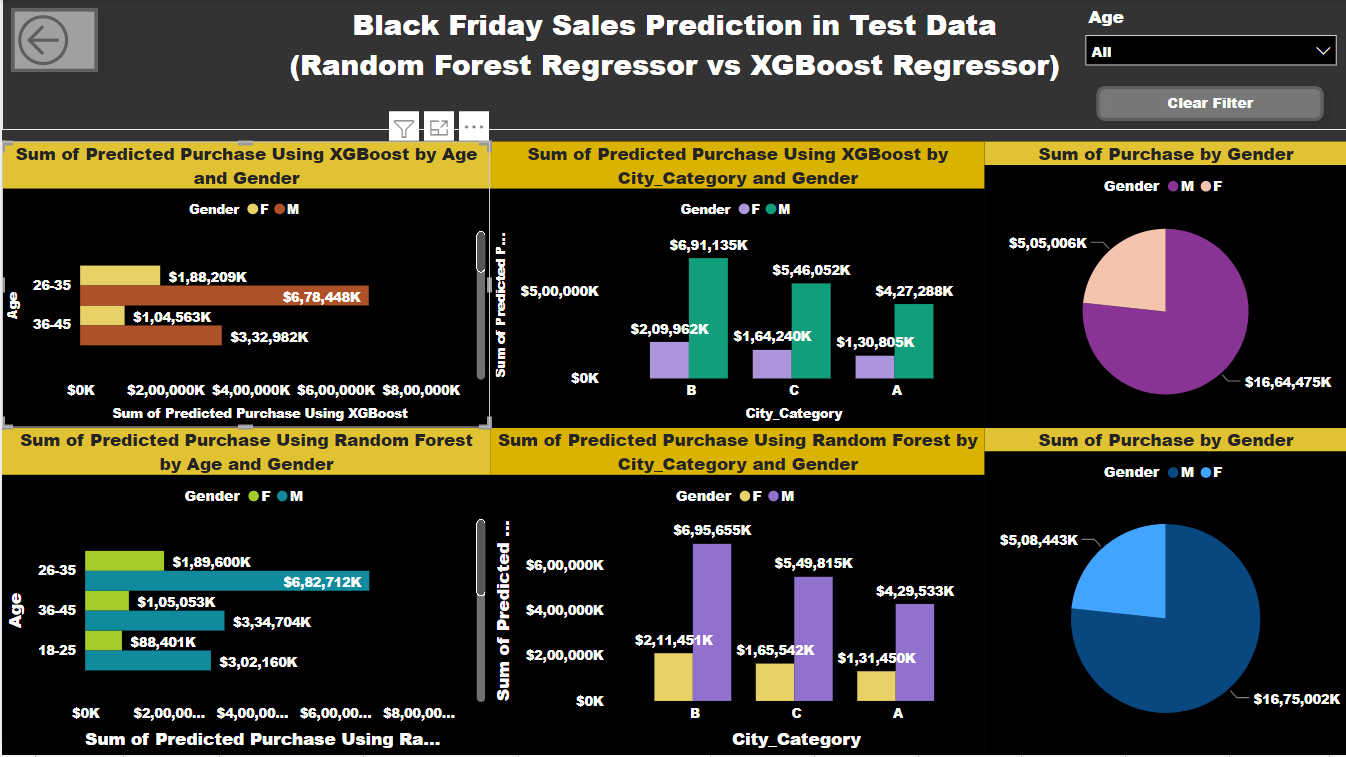 Black Friday Sales Prediction in Test Data
(Random Forest Regressor vs XGBoost Regressor)
Age
All
Clear Filter
Sum of Predicted Purchase Using XGBoost by Age
and Gender
Gender F M
Age
26-35
$1,88,209K
$6,78,448K
36-45
$1,04,563K
$3,32,982K
$0K $2,00,000K $4,00,000K $6,00,000K $8,00,000K
Sum of Predicted Purchase Using XGBoost
Sum of Predicted Purchase Using XGBoost by
City_Category and Gender
Gender F M
Sum of Predicted P...
$5,00,000K
$0K
$6,91,135K
$5,46,052K
$4,27,288K
$2,09,962K
$1,64,240K
$1,30,805K
B C A
City_Category
Sum of Purchase by Gender
Gender M F
$5,05,006K
$16,64,475K
Sum of Predicted Purchase Using Random Forest
by Age and Gender
Gender F M
Age
26-35
$1,89,600K
$6,82,712K
36-45
$1,05,053K
$3,34,704K
18-25
$88,401K
$3,02,160K
$0K $2,00,00... $4,00,00... $6,00,00... $8,00,00...
Sum of Predicted Purchase Using Ra...
Sum of Predicted Purchase Using Random Forest by
City_Category and Gender
Gender F M
Sum of Predicted ...
$6,00,000K
$4,00,000K
$2,00,000K
$0K
$6,95,655K
$5,49,815K
$4,29,533K
$2,11,451K
$1,65,542K
$1,31,450K
B C A
City_Category
Sum of Purchase by Gender
Gender M F
$5,08,443K
$16,75,002K